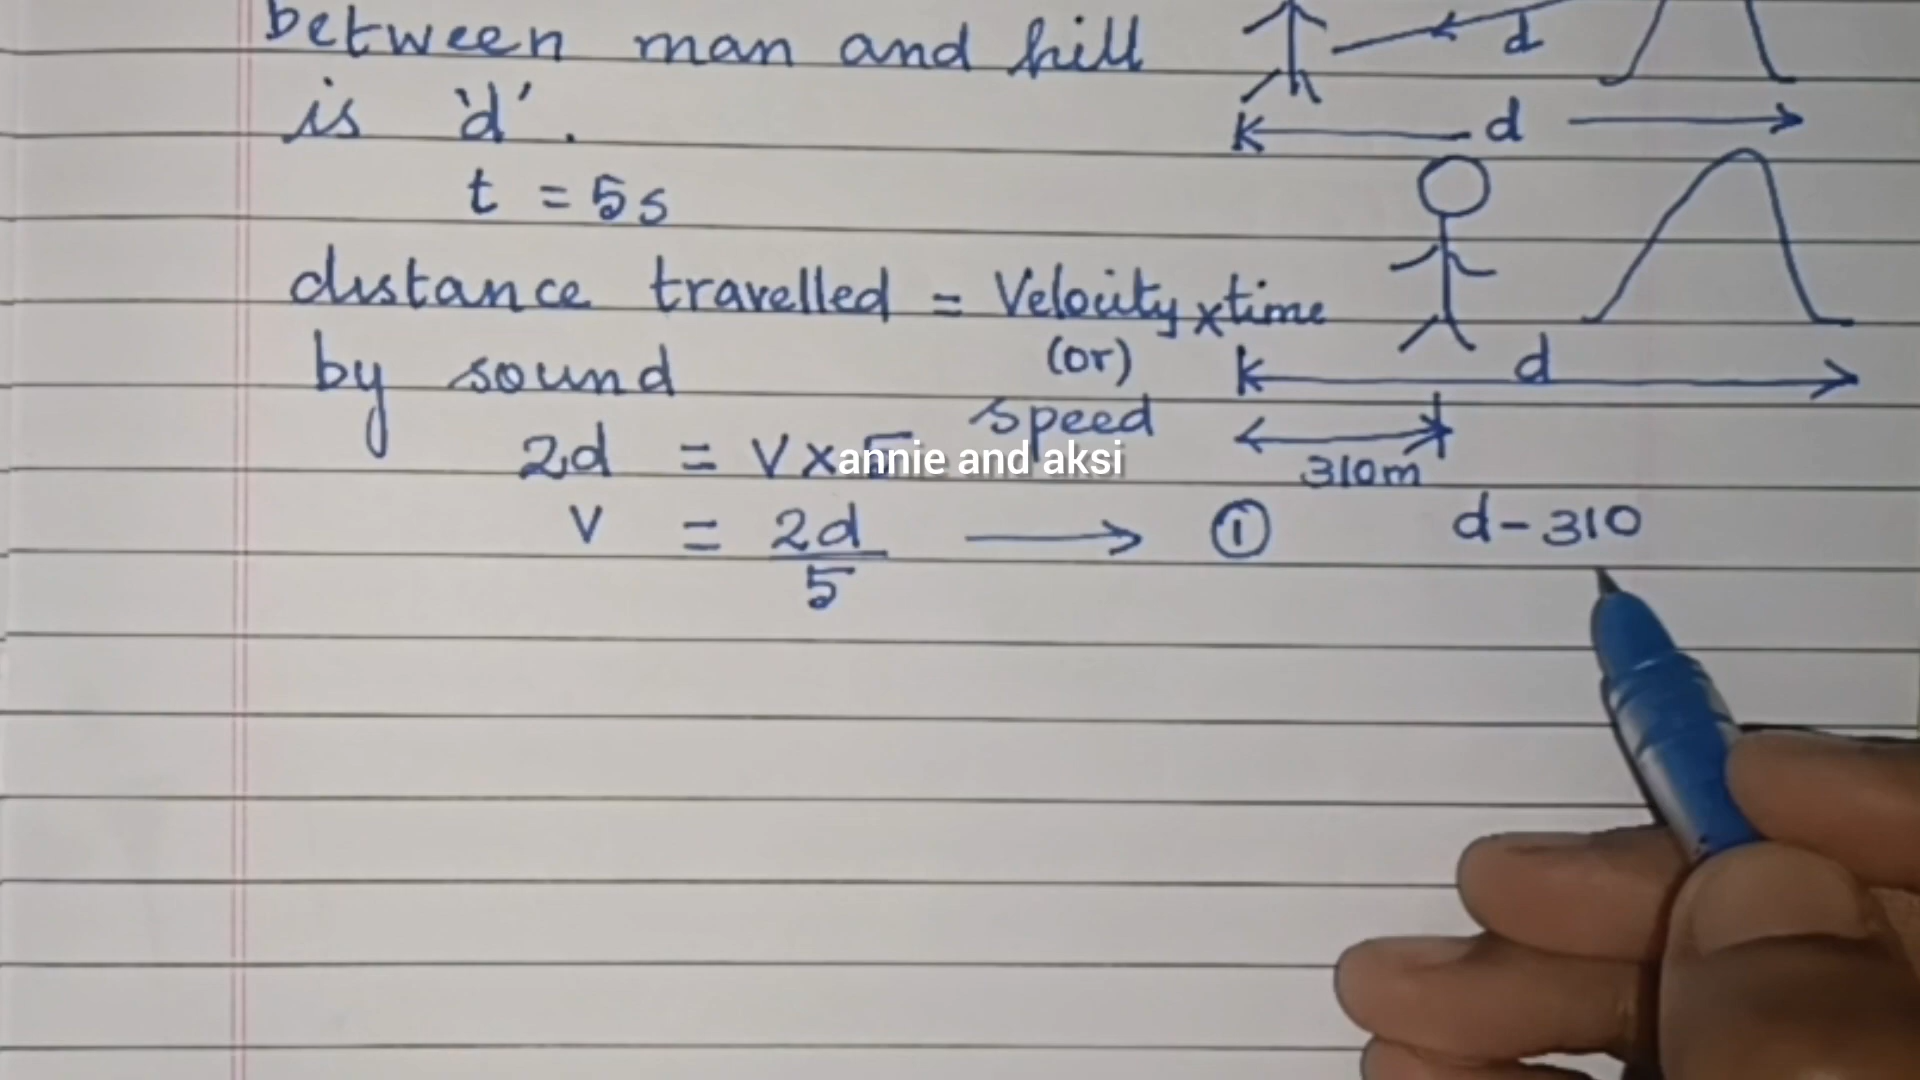 between man and hill
d
is 'd'.
d
t = 5s
distance travelled = Velocity x time
by sound
(or)
d
speed
2d = V x 5
annie and aksi
310m
V = 2d/5 → ①
d - 310